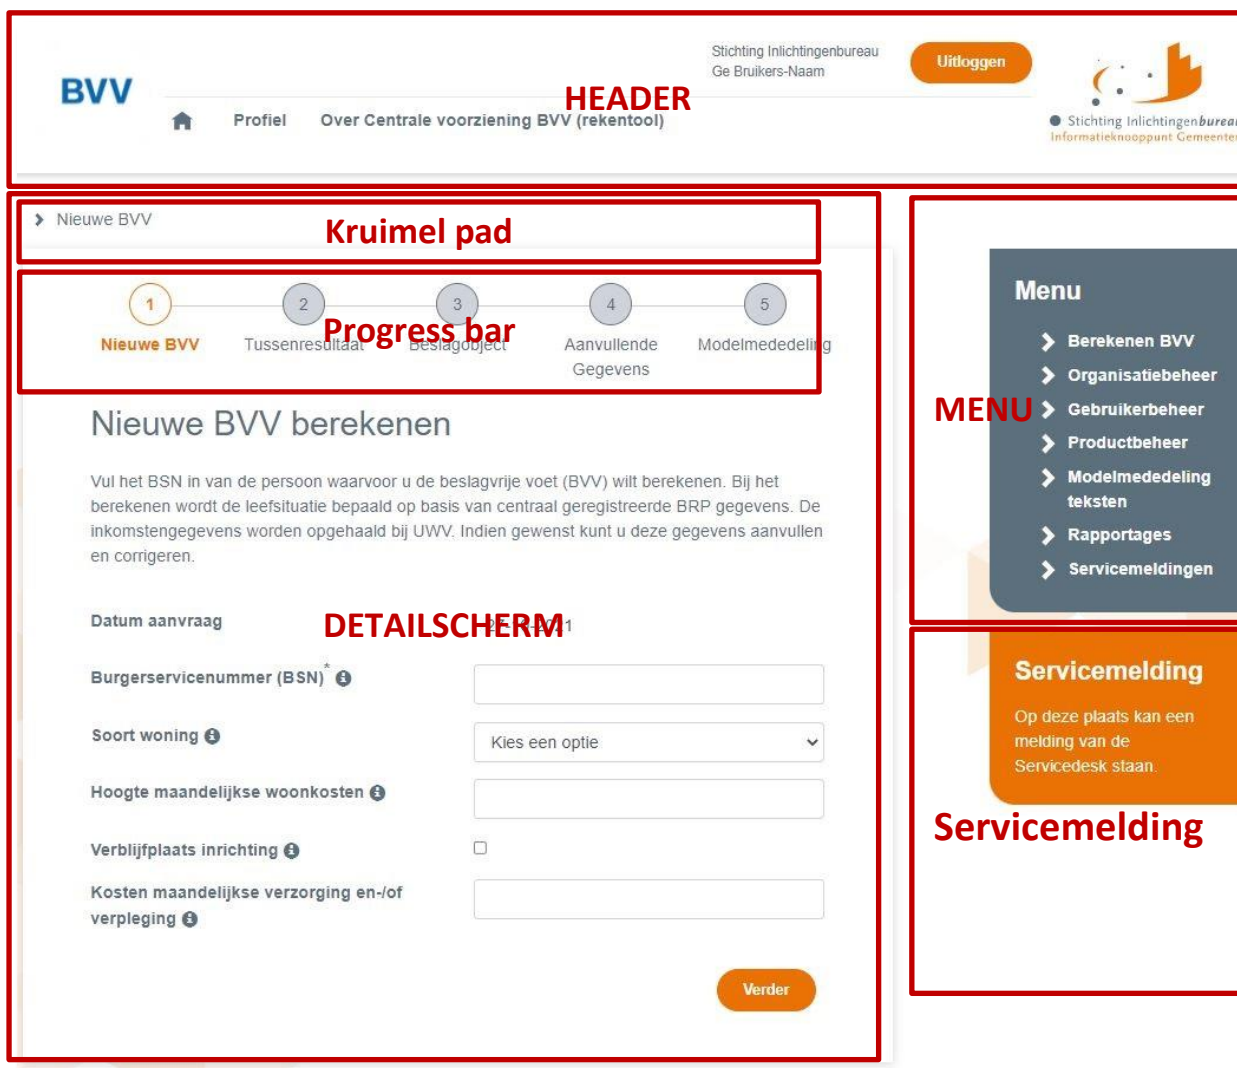 Stichting Inlichtingenbureau
Ge Bruikers-Naam
Uitloggen
BVV
HEADER
Profiel
Over Centrale voorziening BVV (rekentool)
Stichting Inlichtingenbureau
Informatieknooppunt Gemeenten
Nieuwe BVV
Kruimel pad
1
2
3
4
5
Progress bar
Nieuwe BVV
Tussenresultaat
Beslagobject
Aanvullende
Gegevens
Modelmededeling
Nieuwe BVV berekenen
Vul het BSN in van de persoon waarvoor u de beslagvrije voet (BVV) wilt berekenen. Bij het
berekenen wordt de leefsituatie bepaald op basis van centraal geregistreerde BRP gegevens. De
inkomstengegevens worden opgehaald bij UWV. Indien gewenst kunt u deze gegevens aanvullen
en corrigeren.
Datum aanvraag
DETAILSCHERM
Burgerservicenummer (BSN)*
Soort woning
Kies een optie
Hoogte maandelijkse woonkosten
Verblijfplaats inrichting
Kosten maandelijkse verzorging en-/of
verpleging
Verder
Menu
Berekenen BVV
Organisatiebeheer
MENU
Gebruikerbeheer
Productbeheer
Modelmededeling
teksten
Rapportages
Servicemeldingen
Servicemelding
Op deze plaats kan een
melding van de
Servicedesk staan.
Servicemelding